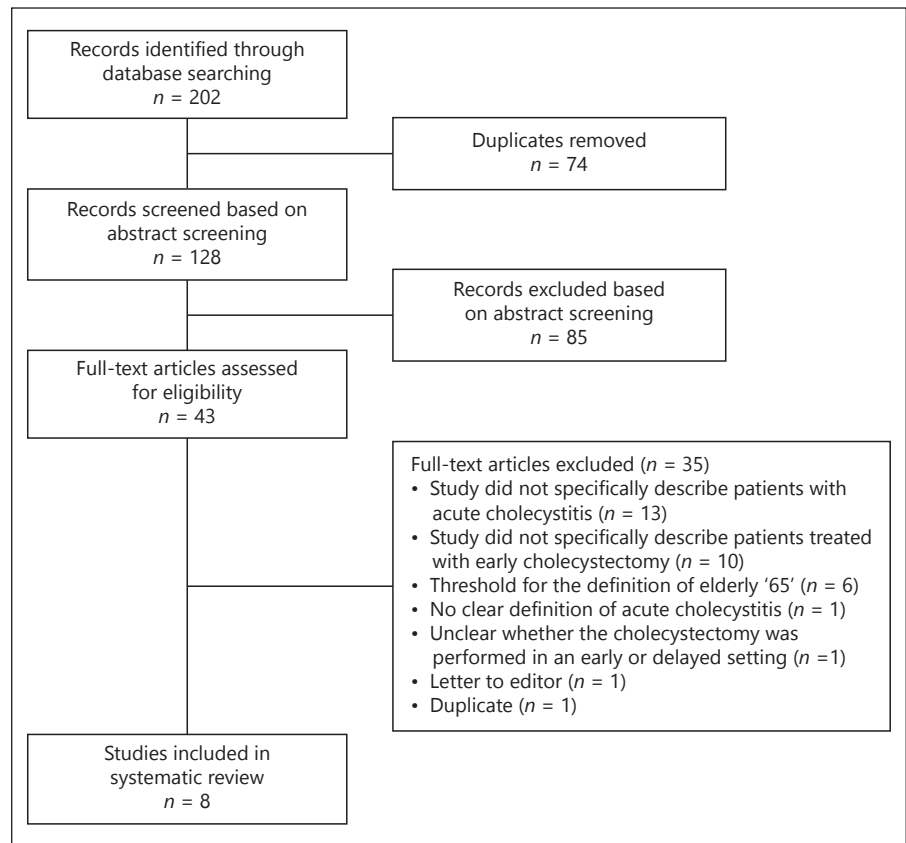 Records identified through
database searching
n = 202
Duplicates removed
n = 74
Records screened based on
abstract screening
n = 128
Records excluded based
on abstract screening
n = 85
Full-text articles assessed
for eligibility
n = 43
Full-text articles excluded (n = 35)
• Study did not specifically describe patients with
acute cholecystitis (n = 13)
• Study did not specifically describe patients treated
with early cholecystectomy (n = 10)
• Threshold for the definition of elderly ‘65’ (n = 6)
• No clear definition of acute cholecystitis (n = 1)
• Unclear whether the cholecystectomy was
performed in an early or delayed setting (n =1)
• Letter to editor (n = 1)
• Duplicate (n = 1)
Studies included in
systematic review
n = 8